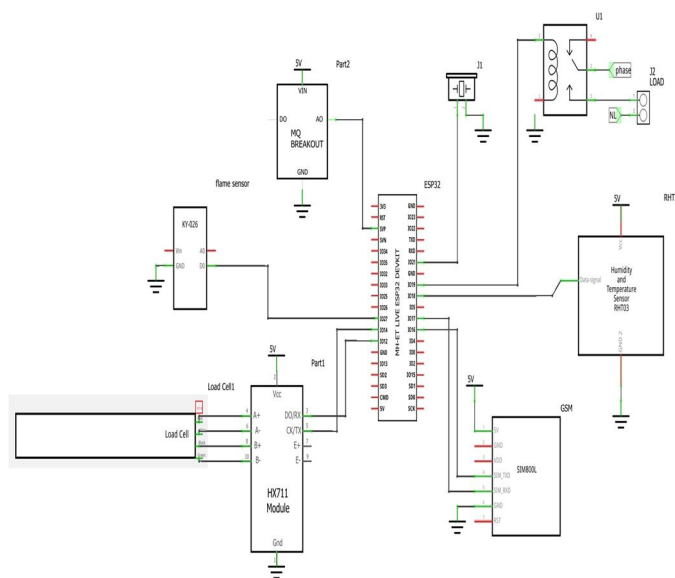 U1
phase
J2
LOAD
NL
J1
5V
Part2
VIN
DO
AO
MQ
BREAKOUT
GND
flame sensor
KY-026
Vin
AO
GND
DO
ESP32
MH-ET LIVE ESP32 DEVKIT
3V3
RST
SVP
SVN
IO34
IO35
IO32
IO33
IO25
IO26
IO27
IO14
IO12
GND
IO13
SD2
SD3
CMD
5V
GND
IO23
IO22
TXD
RXD
IO21
GND
IO19
IO18
IO5
IO17
IO16
IO4
IO0
IO2
IO15
SD1
SD0
SCK
5V
RHT
Vcc
Data-signal
Humidity
and
Temperature
Sensor
RHT03
5V
Part1
Load Cell1
Load Cell
Vcc
4 A+
6 A-
8 B+
10 B-
DO/RX
CK/TX
E+
E-
HX711
Module
Gnd
5V
GSM
SIM800L
5V
GND
VDD
SIM_TXD
SIM_RXD
GND
RST